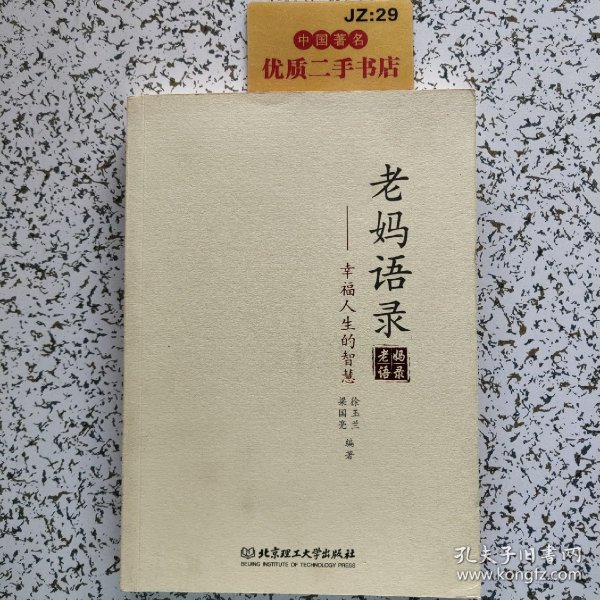 JZ:29
中国著名
优质二手书店
老妈语录
——幸福人生的智慧
老妈
语录
徐玉兰
梁国亮
编著
北京理工大学出版社
BEIJING INSTITUTE OF TECHNOLOGY PRESS
孔夫子旧书网
www.kongfz.com